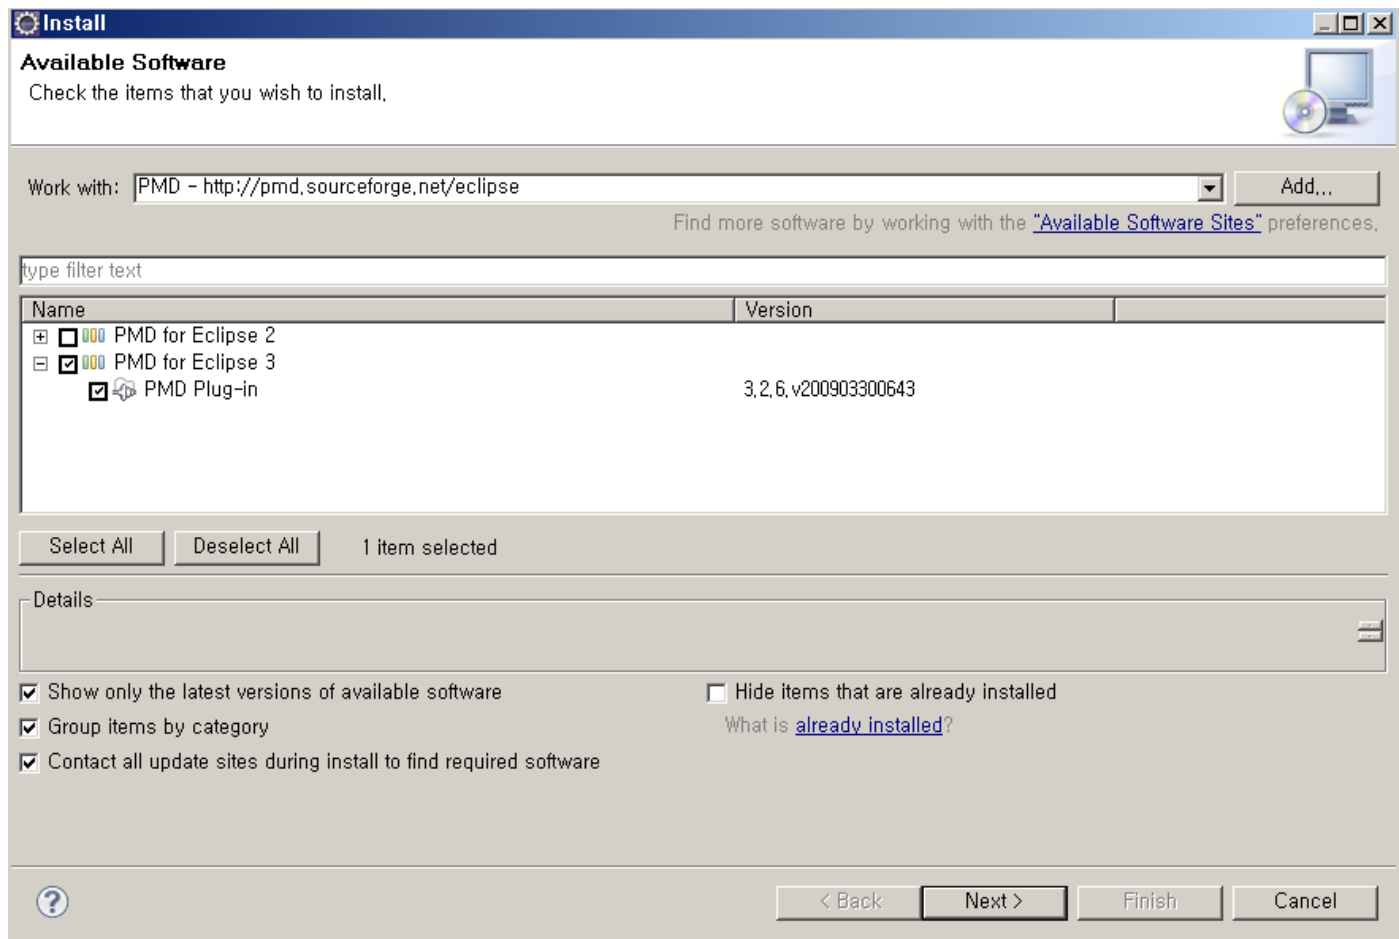 Install
Available Software
Check the items that you wish to install.
Work with: PMD - http://pmd.sourceforge.net/eclipse Add...
Find more software by working with the "Available Software Sites" preferences.
type filter text
Name Version
PMD for Eclipse 2
PMD for Eclipse 3
PMD Plug-in 3.2.6.v200903300643
Select All Deselect All 1 item selected
Details
Show only the latest versions of available software Hide items that are already installed
Group items by category What is already installed?
Contact all update sites during install to find required software
? < Back Next > Finish Cancel